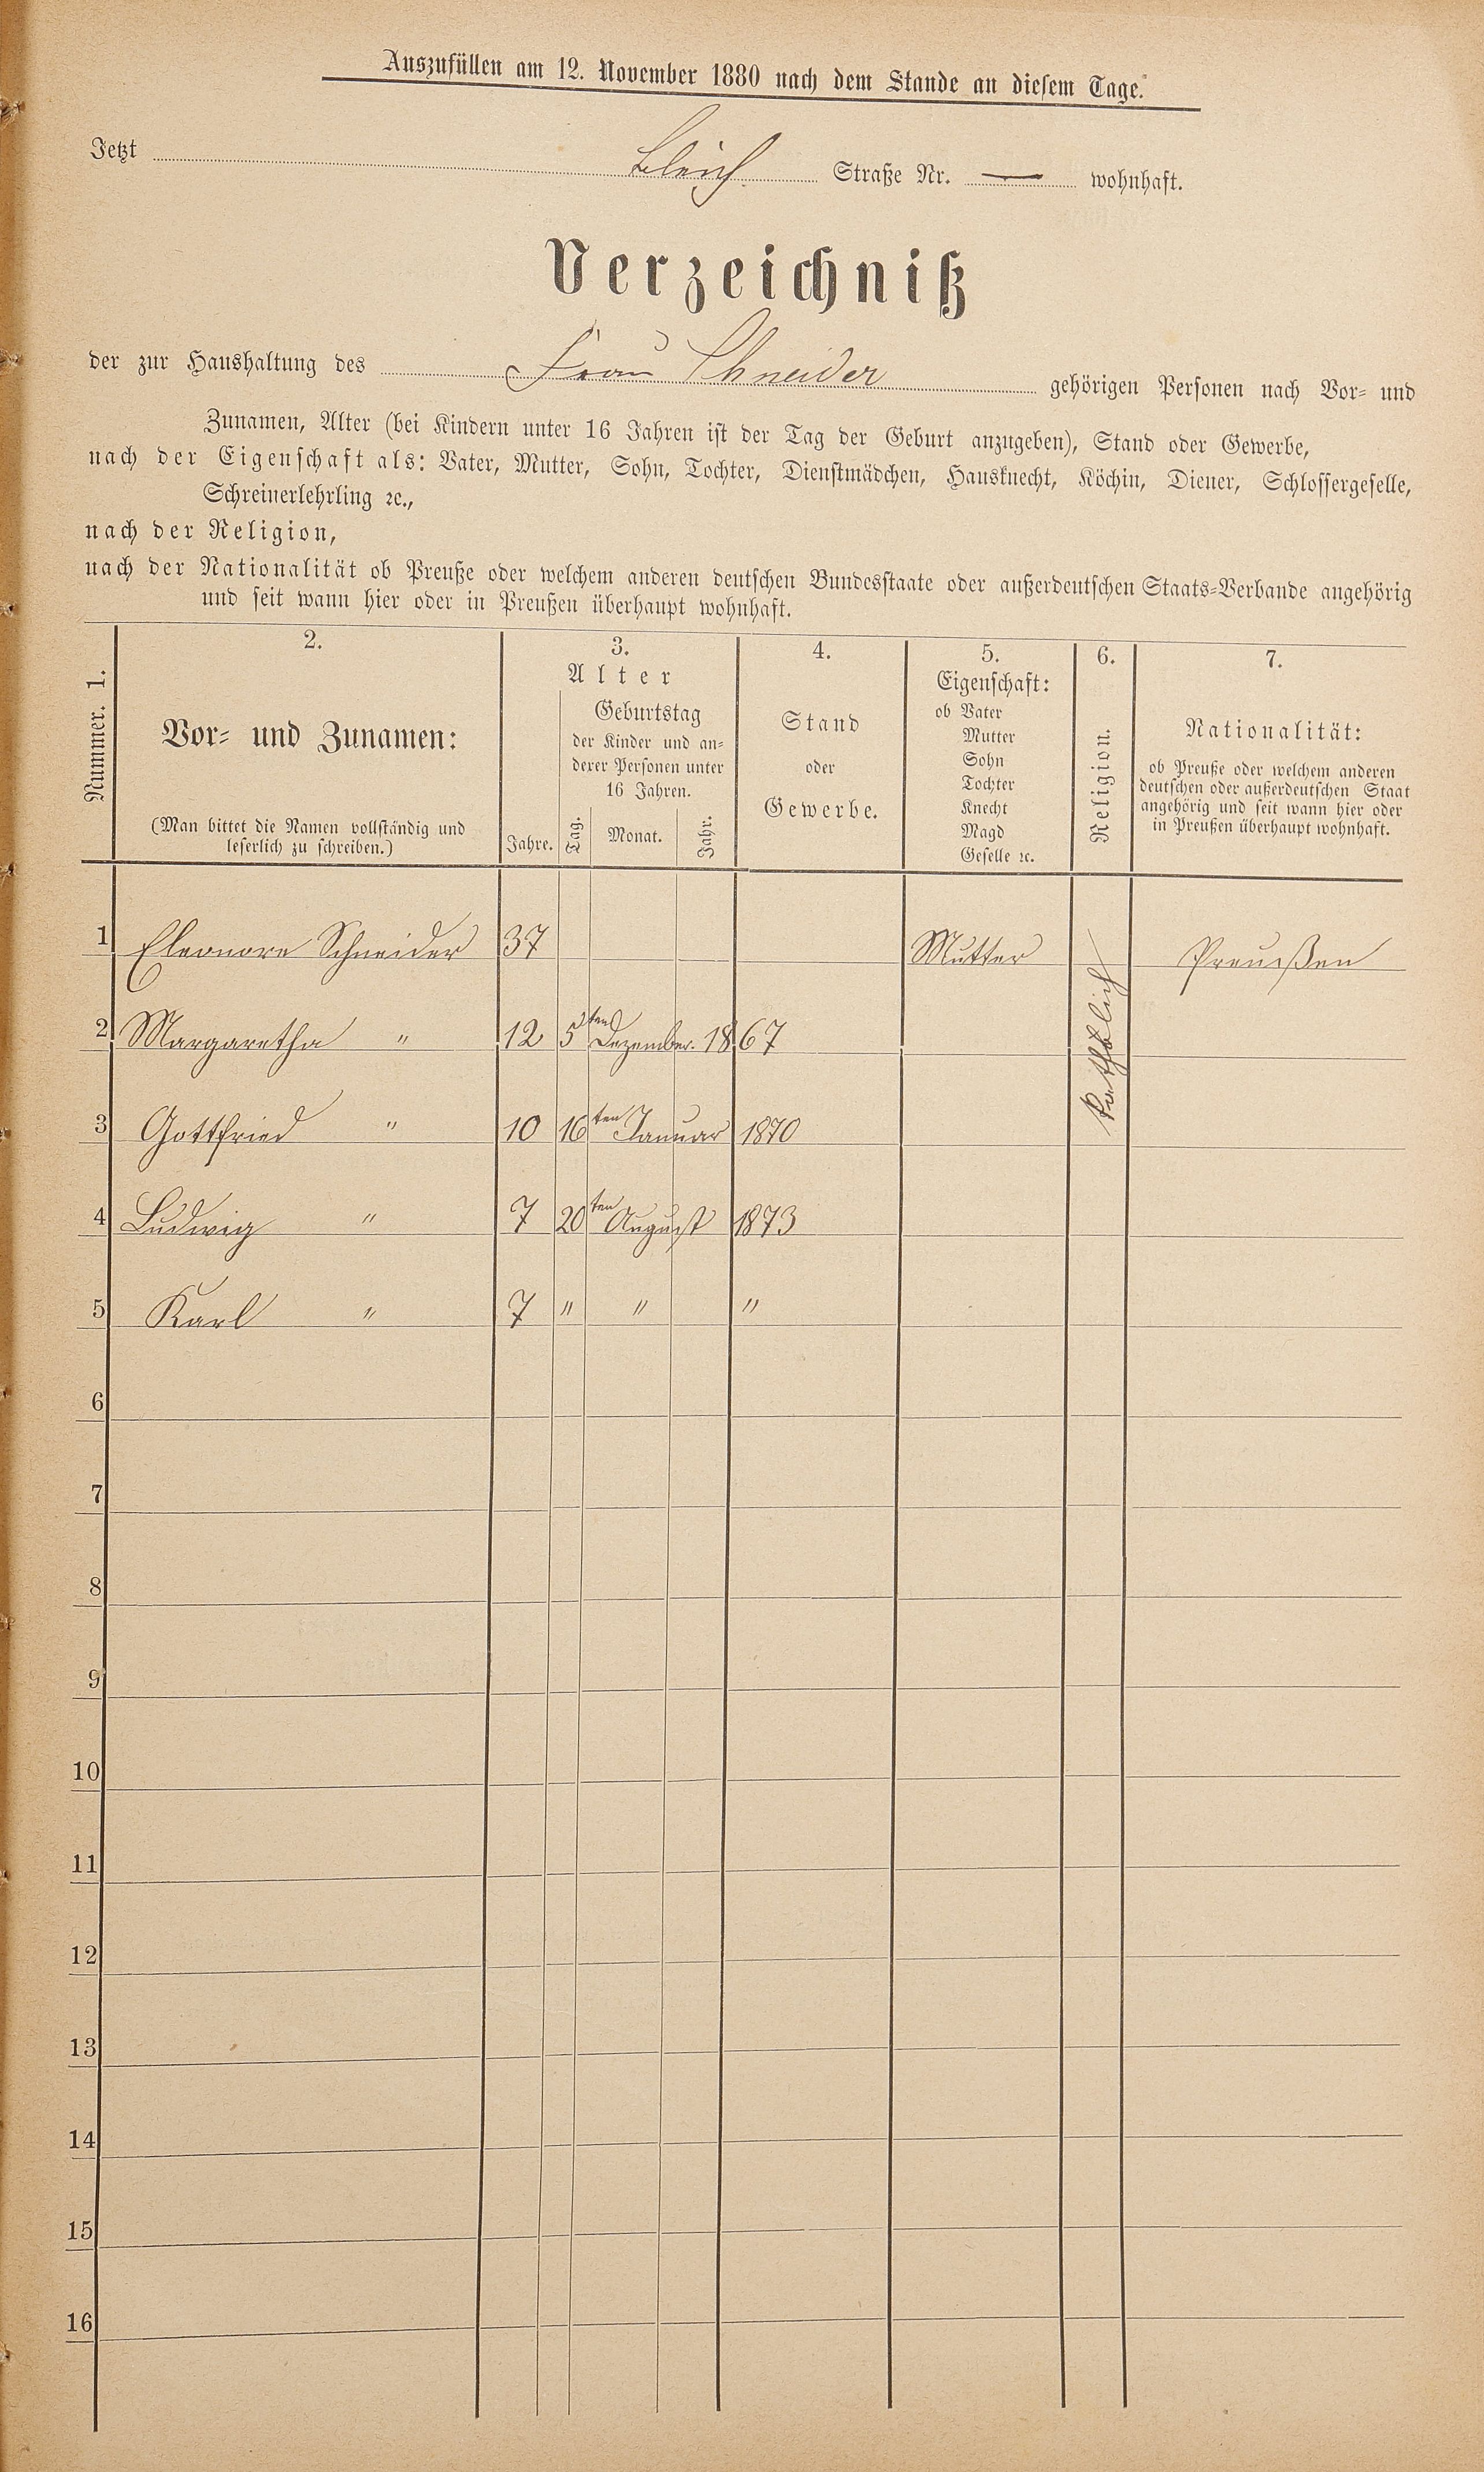 Auszufüllen am 12. November 1880 nach dem Stande an diesem Tage.
Jetzt Bleich Straße Nr. — wohnhaft.
Verzeichniß
der zur Haushaltung des Frau Schneider gehörigen Personen nach Vor- und
Zunamen, Alter (bei Kindern unter 16 Jahren ist der Tag der Geburt anzugeben), Stand oder Gewerbe,
nach der Eigenschaft als: Vater, Mutter, Sohn, Tochter, Dienstmädchen, Hausknecht, Köchin, Diener, Schlossergeselle,
Schreinerlehrling ꝛc.,
nach der Religion,
nach der Nationalität ob Preuße oder welchem anderen deutschen Bundesstaate oder außerdeutschen Staats-Verbande angehörig
und seit wann hier oder in Preußen überhaupt wohnhaft.
Nummer. 1.
2.
Vor- und Zunamen:
(Man bittet die Namen vollständig und
leserlich zu schreiben.)
3.
Alter
Geburtstag
der Kinder und an-
derer Personen unter
16 Jahren.
Jahre. Tag. Monat. Jahr.
4.
Stand
oder
Gewerbe.
5.
Eigenschaft:
ob Vater
Mutter
Sohn
Tochter
Knecht
Magd
Geselle ꝛc.
6.
Religion.
7.
Nationalität:
ob Preuße oder welchem anderen
deutschen oder außerdeutschen Staat
angehörig und seit wann hier oder
in Preußen überhaupt wohnhaft.
1 Eleonore Schneider 37 Mutter Kathölich Preueßen
2 Margaretha " 12 5ten Dezember. 1867
3 Gottfried " 10 16ten Januar 1870
4 Ludwig " 7 20ten August 1873
5 Karl " 7 " " "
6
7
8
9
10
11
12
13
14
15
16